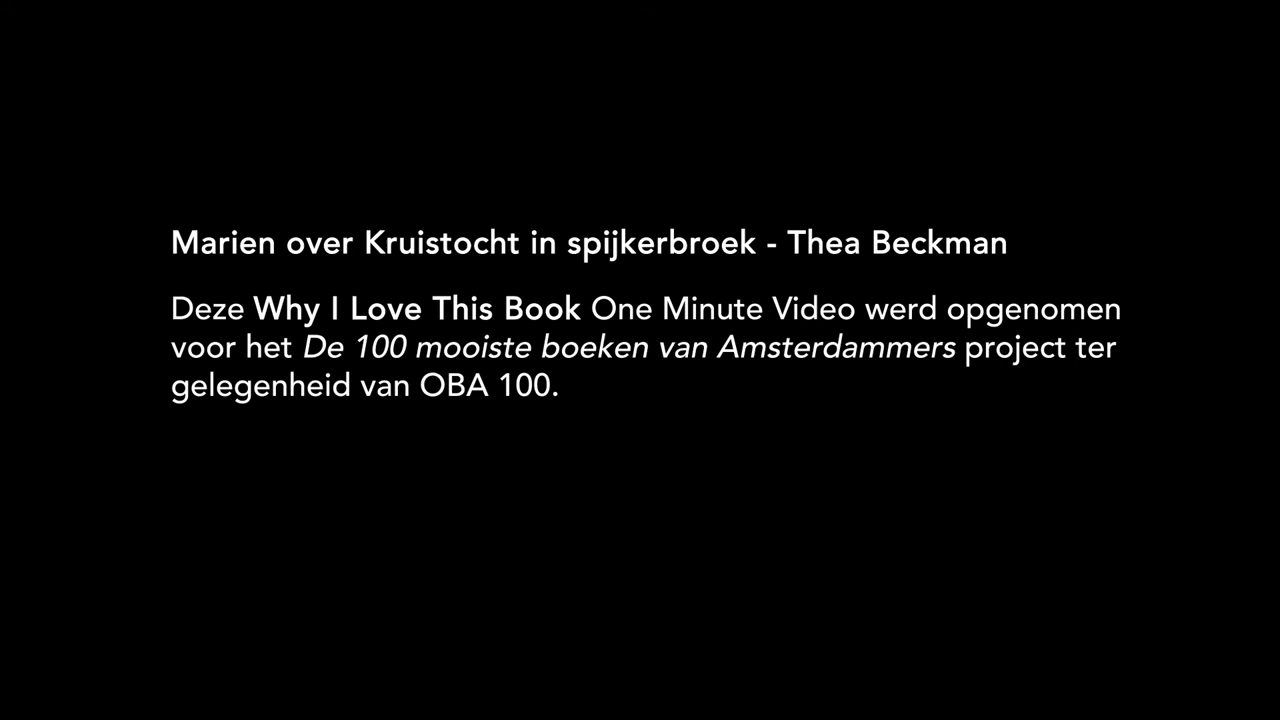 Marien over Kruistocht in spijkerbroek - Thea Beckman
Deze Why I Love This Book One Minute Video werd opgenomen
voor het De 100 mooiste boeken van Amsterdammers project ter
gelegenheid van OBA 100.